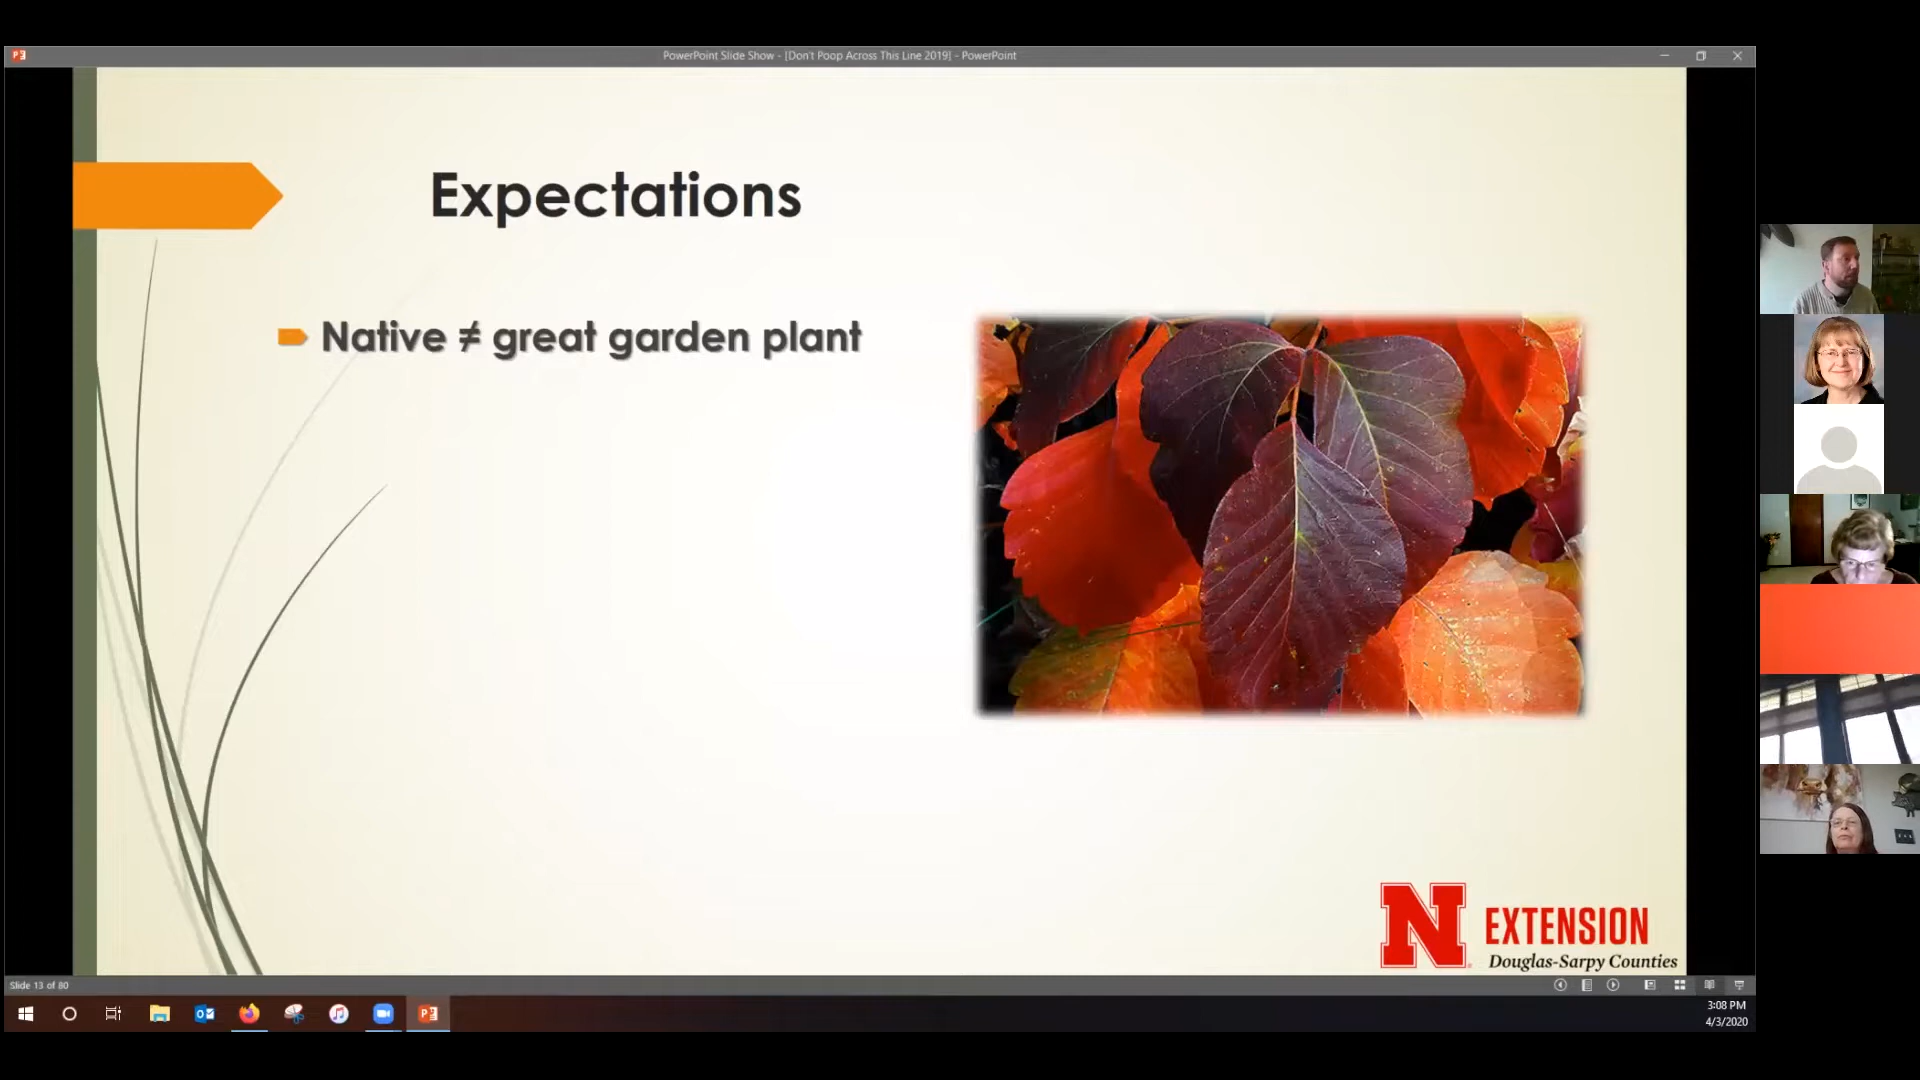 PowerPoint Slide Show - [Don't Poop Across This Line 2019] - PowerPoint
Expectations
Native ≠ great garden plant
N
EXTENSION
Douglas-Sarpy Counties
Slide 13 of 80
3:08 PM
4/3/2020